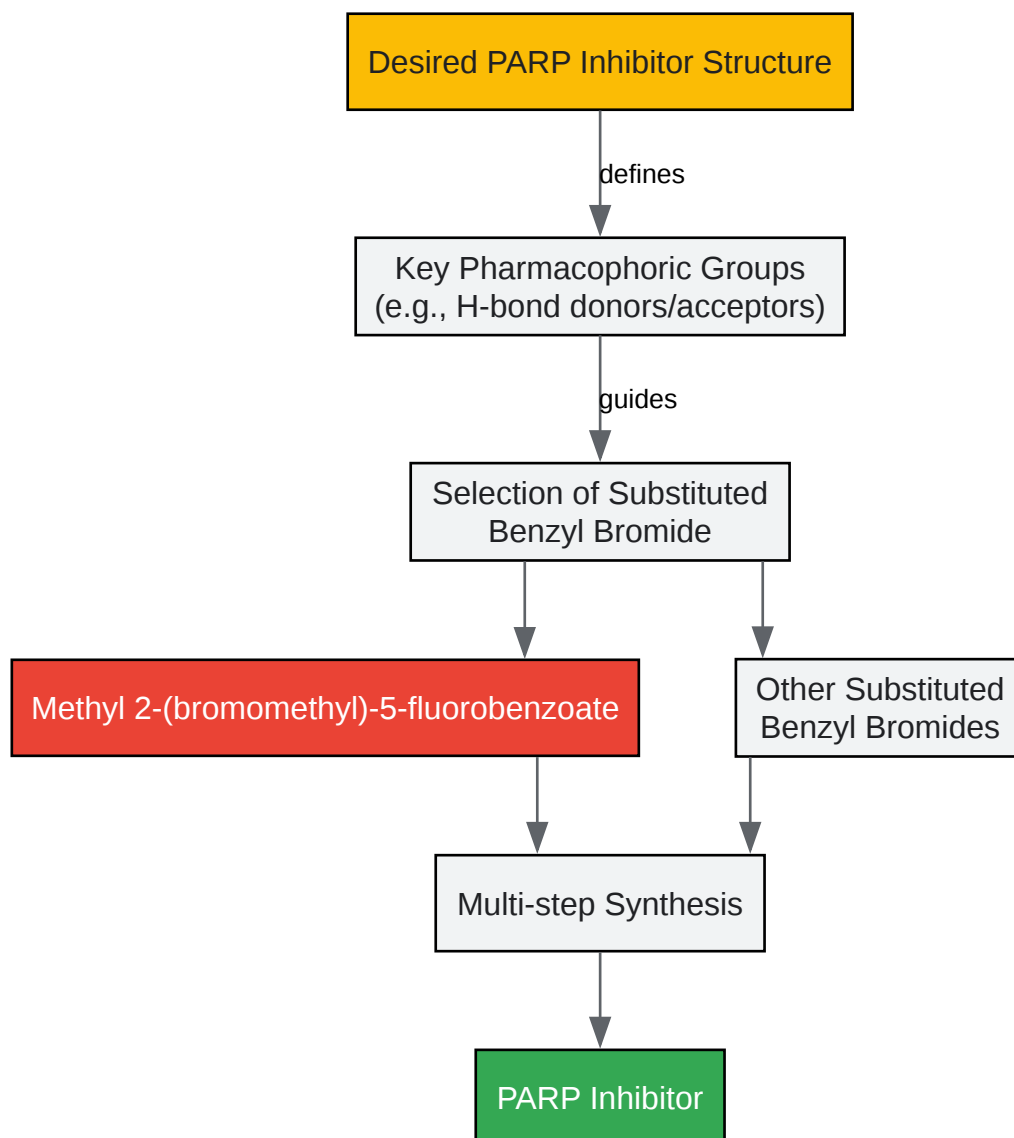 Desired PARP Inhibitor Structure
defines
Key Pharmacophoric Groups
(e.g., H-bond donors/acceptors)
guides
Selection of Substituted
Benzyl Bromide
Methyl 2-(bromomethyl)-5-fluorobenzoate
Other Substituted
Benzyl Bromides
Multi-step Synthesis
PARP Inhibitor